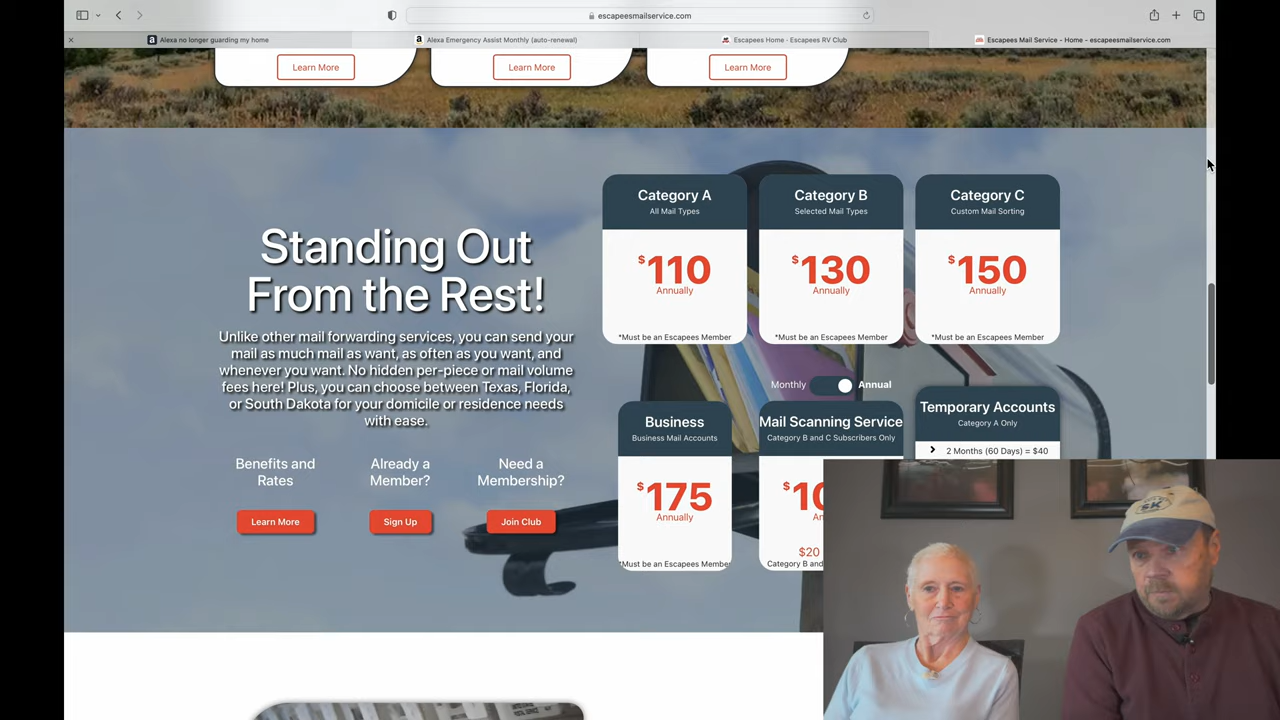 escapeesmailservice.com
Alexa no longer guarding my home
Alexa Emergency Assist Monthly (auto-renewal)
Escapees Home · Escapees RV Club
Escapees Mail Service - Home - escapeesmailservice.com
Learn More
Learn More
Learn More
Standing Out
From the Rest!
Unlike other mail forwarding services, you can send your
mail as much mail as want, as often as you want, and
whenever you want. No hidden per-piece or mail volume
fees here! Plus, you can choose between Texas, Florida,
or South Dakota for your domicile or residence needs
with ease.
Benefits and
Rates
Learn More
Already a
Member?
Sign Up
Need a
Membership?
Join Club
Category A
All Mail Types
$110
Annually
*Must be an Escapees Member
Category B
Selected Mail Types
$130
Annually
*Must be an Escapees Member
Category C
Custom Mail Sorting
$150
Annually
*Must be an Escapees Member
Monthly
Annual
Business
Business Mail Accounts
$175
Annually
*Must be an Escapees Member
Mail Scanning Service
Category B and C Subscribers Only
$10
An
$20
Category B and
Temporary Accounts
Category A Only
2 Months (60 Days) = $40
SK